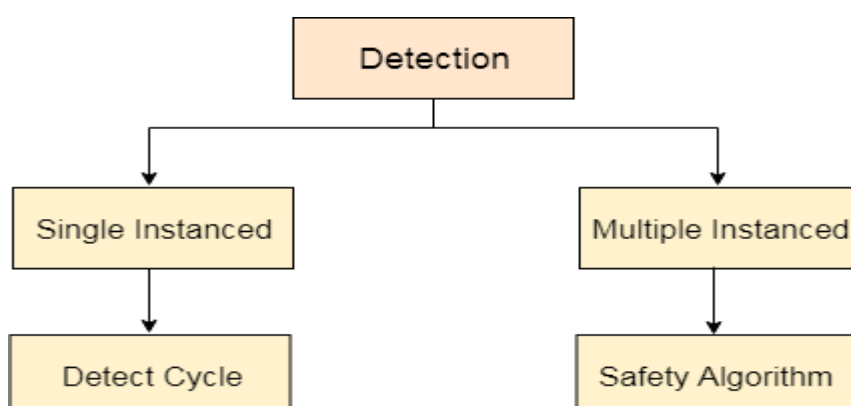 Detection
Single Instanced
Multiple Instanced
Detect Cycle
Safety Algorithm